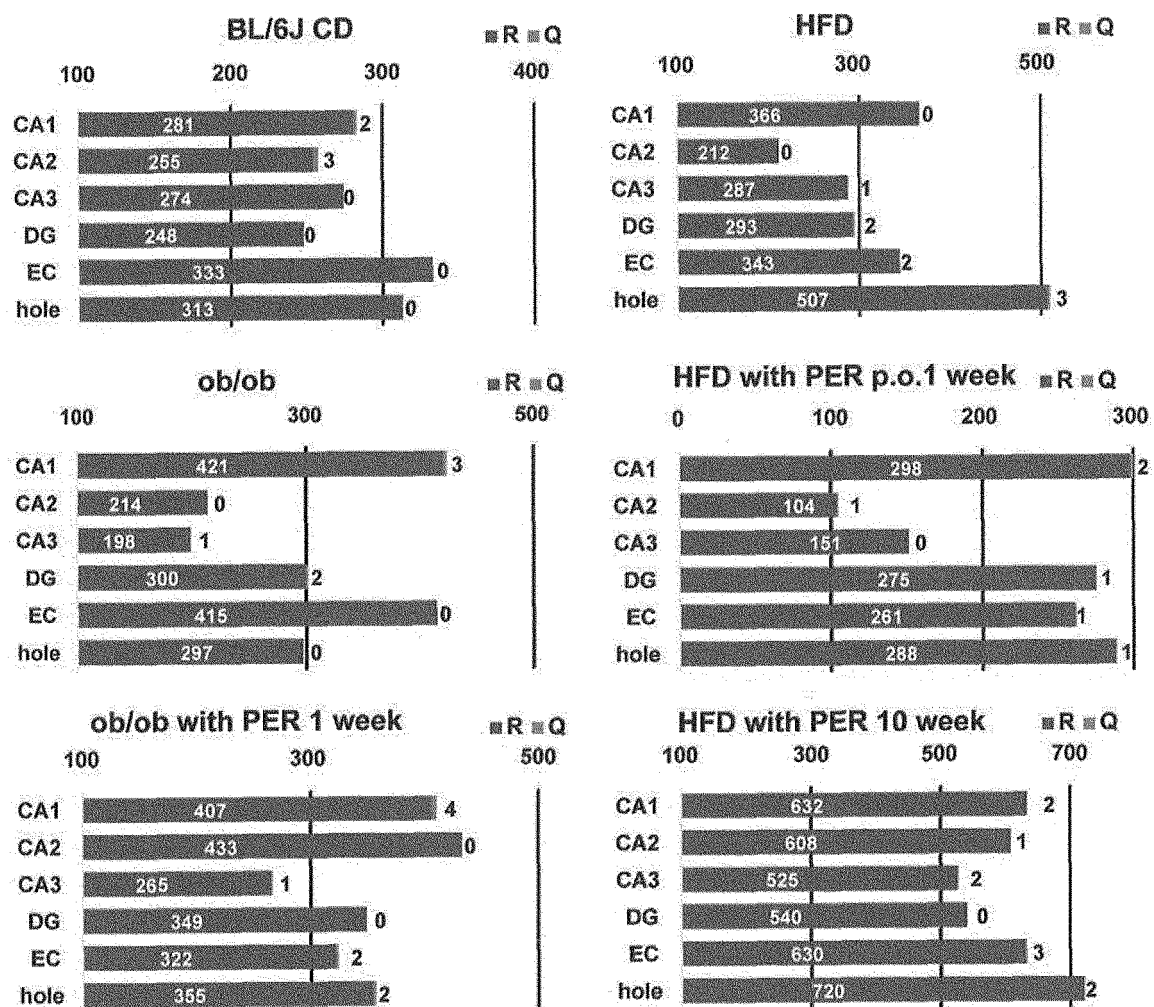 BL/6J CD ■R ■Q
100 200 300 400
CA1 281 2
CA2 255 3
CA3 274 0
DG 248 0
EC 333 0
hole 313 0
HFD ■R ■Q
100 300 500
CA1 366 0
CA2 212 0
CA3 287 1
DG 293 2
EC 343 2
hole 507 3
ob/ob ■R ■Q
100 300 500
CA1 421 3
CA2 214 0
CA3 198 1
DG 300 2
EC 415 0
hole 297 0
HFD with PER p.o.1 week ■R ■Q
0 100 200 300
CA1 298 2
CA2 104 1
CA3 151 0
DG 275 1
EC 261 1
hole 288 1
ob/ob with PER 1 week ■R ■Q
100 300 500
CA1 407 4
CA2 433 0
CA3 265 1
DG 349 0
EC 322 2
hole 355 2
HFD with PER 10 week ■R ■Q
100 300 500 700
CA1 632 2
CA2 608 1
CA3 525 2
DG 540 0
EC 630 3
hole 720 2